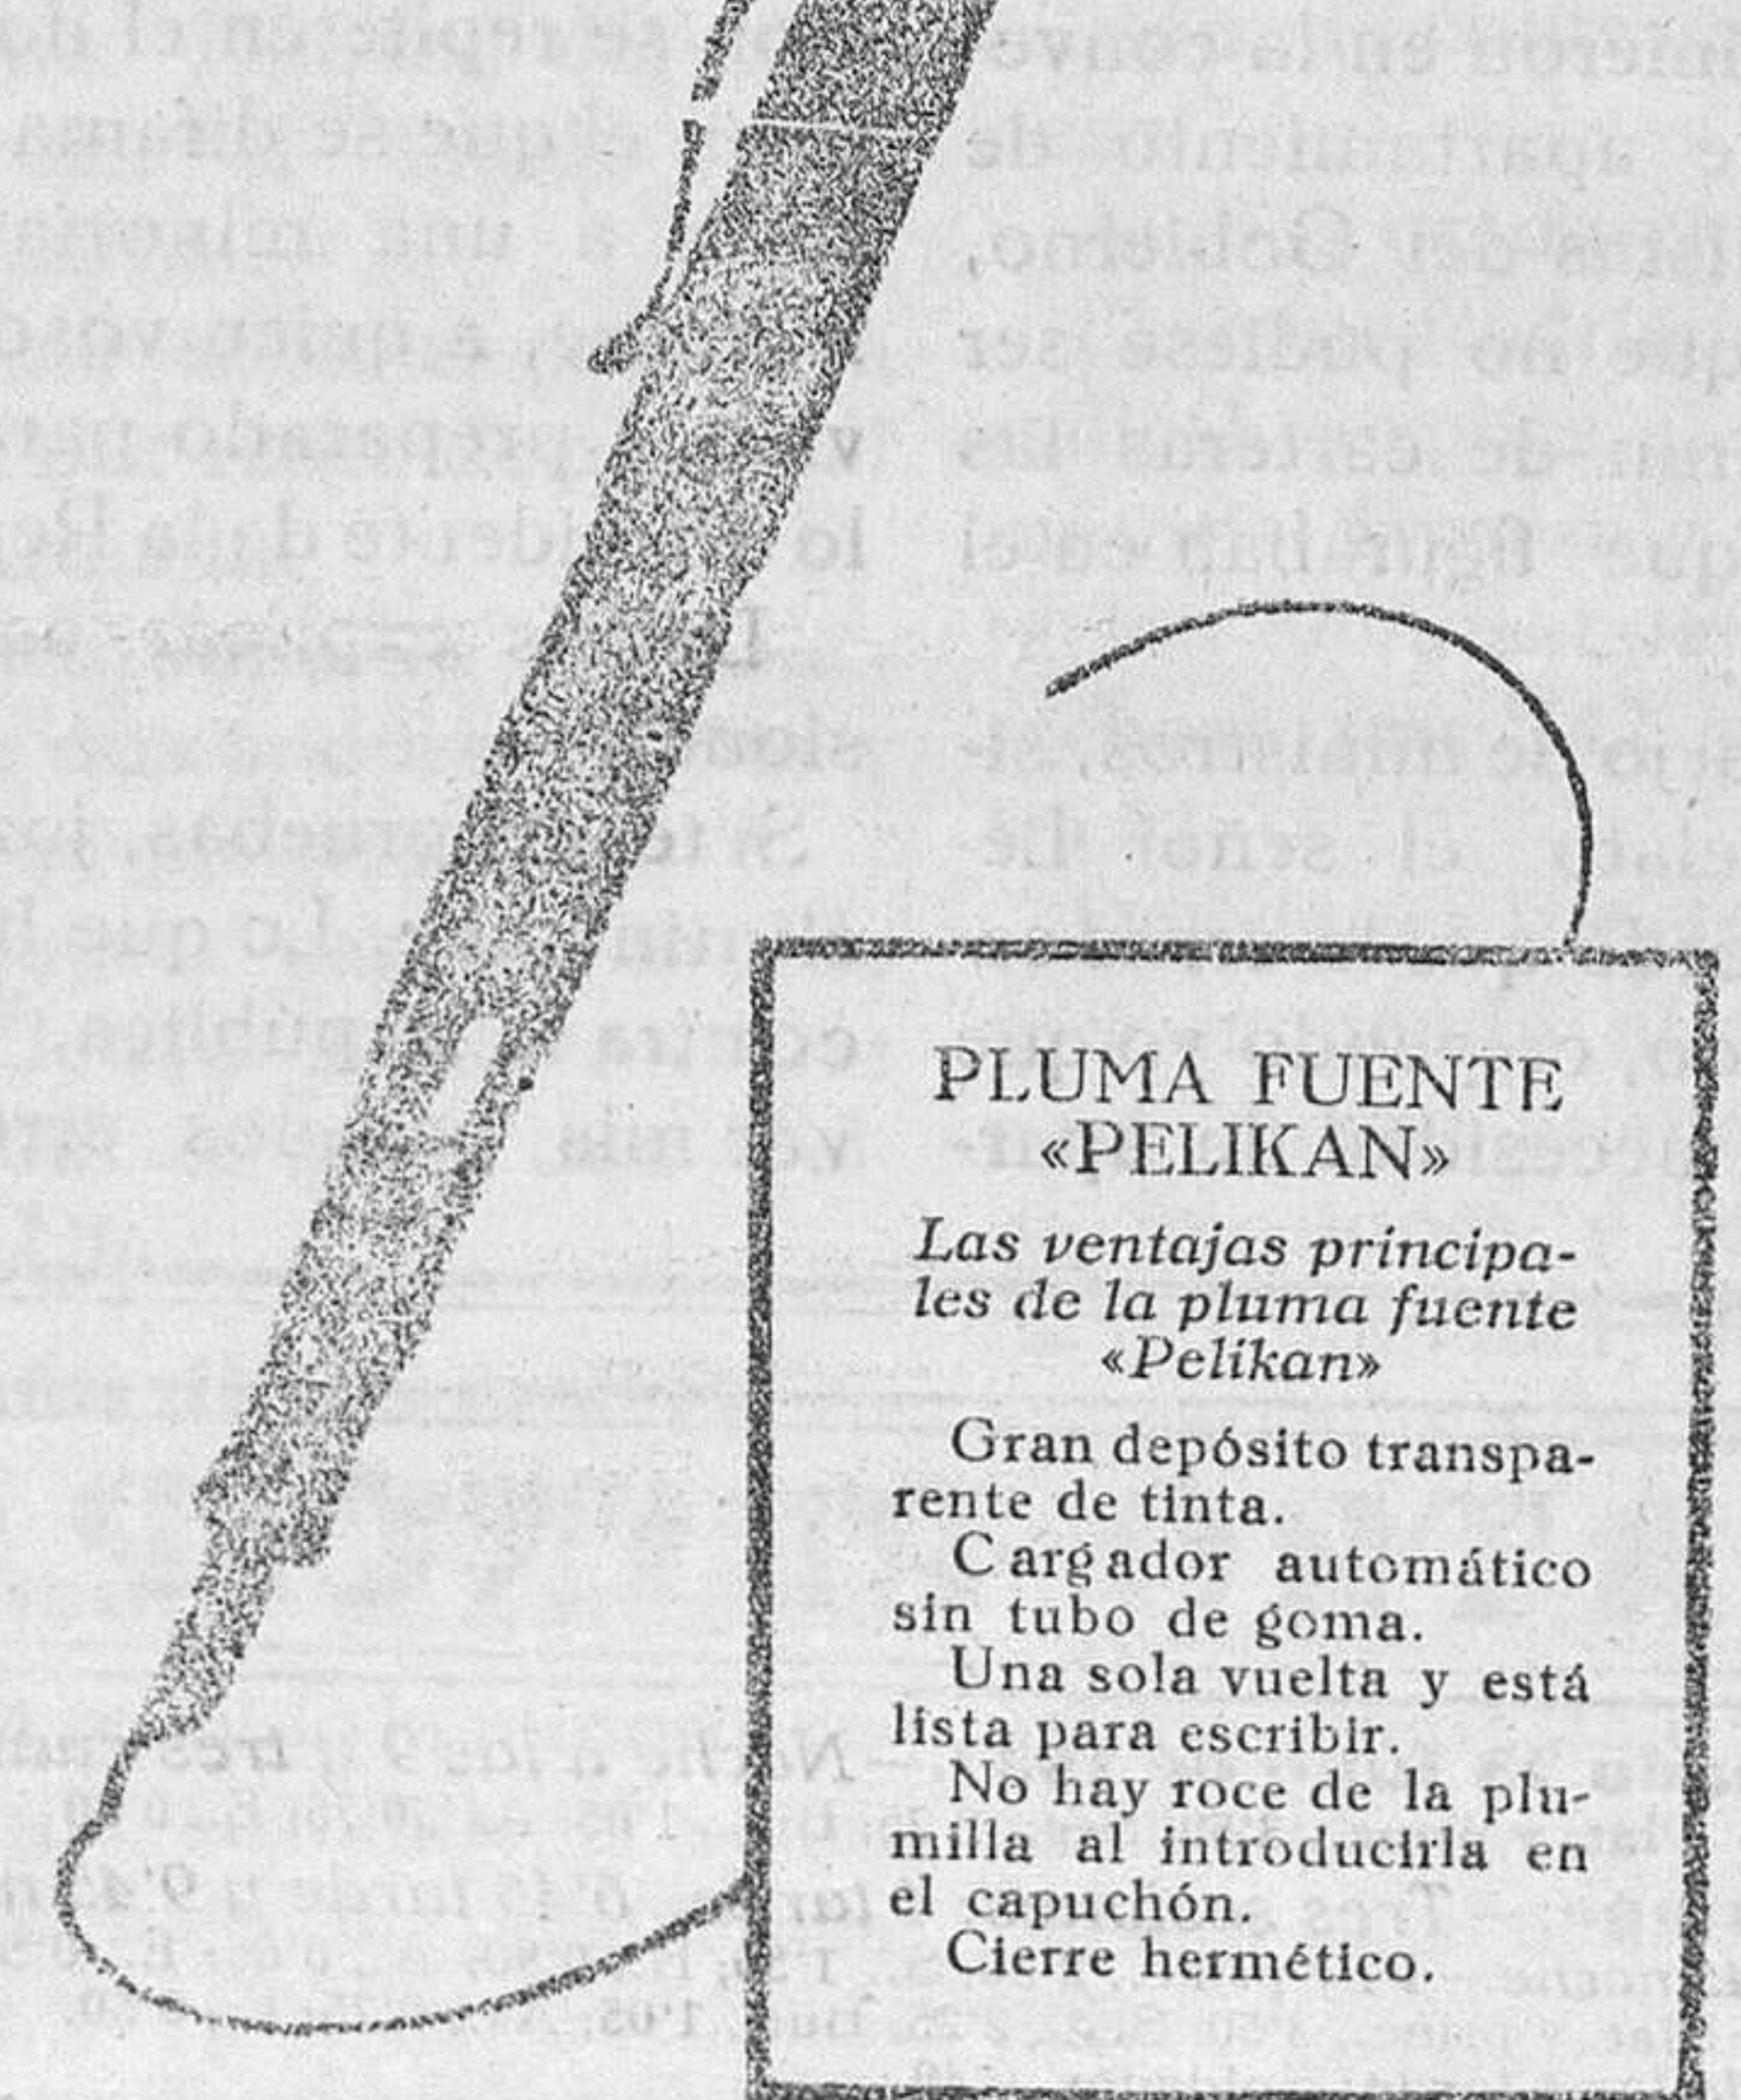 PLUMA FUENTE
«PELIKAN»
Las ventajas principa-
les de la pluma fuente
«Pelikan»
Gran depósito transpa-
rente de tinta.
Cargador automático
sin tubo de goma.
Una sola vuelta y está
lista para escribir.
No hay roce de la plu-
milla al introducirla en
el capuchón.
Cierre hermético.